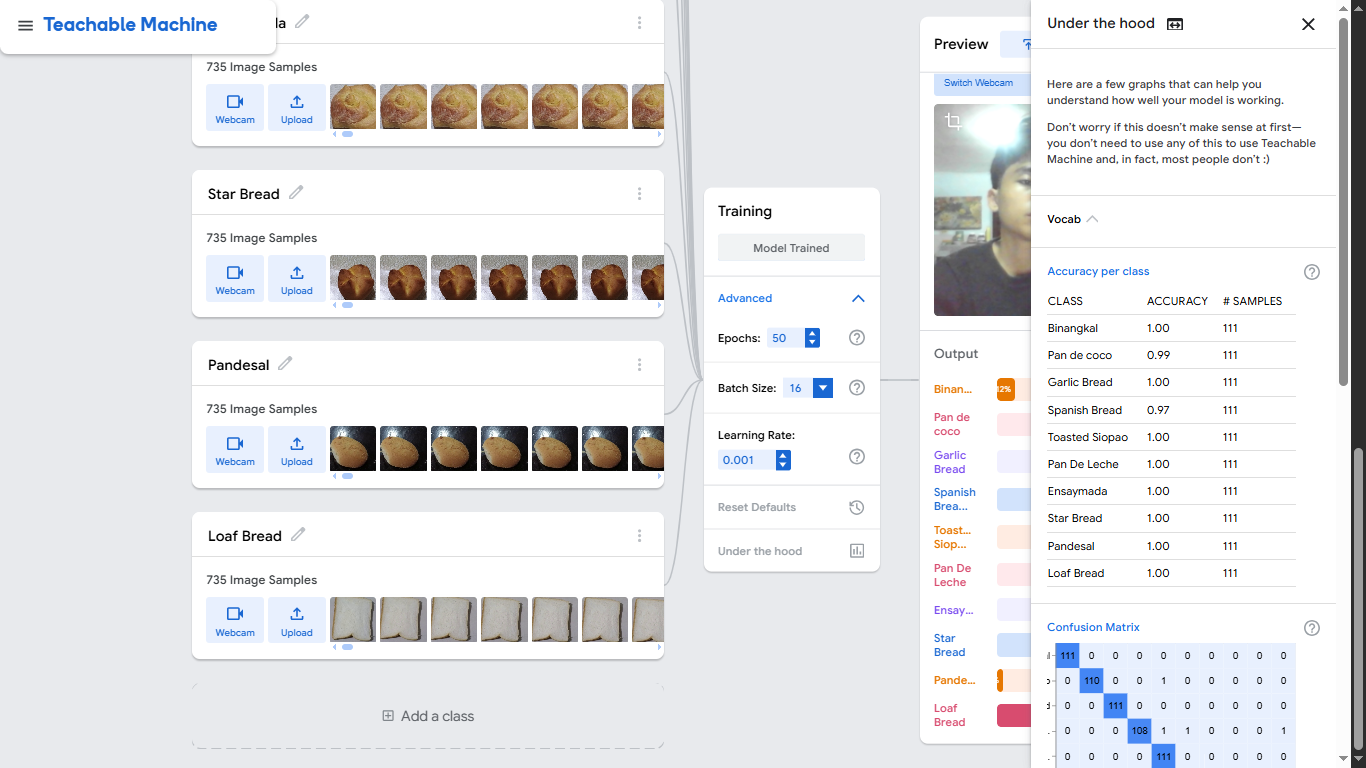 Teachable Machine
la
735 Image Samples
Webcam
Upload
Star Bread
735 Image Samples
Webcam
Upload
Pandesal
735 Image Samples
Webcam
Upload
Loaf Bread
735 Image Samples
Webcam
Upload
Add a class
Training
Model Trained
Advanced
Epochs: 50
Batch Size: 16
Learning Rate:
0.001
Reset Defaults
Under the hood
Preview
Switch Webcam
Output
Binan...
Pan de
coco
Garlic
Bread
Spanish
Brea...
Toast...
Siop...
Pan De
Leche
Ensay...
Star
Bread
Pande...
Loaf
Bread
Under the hood
Here are a few graphs that can help you
understand how well your model is working.
Don't worry if this doesn't make sense at first—
you don't need to use any of this to use Teachable
Machine and, in fact, most people don't :)
Vocab
Accuracy per class
CLASS ACCURACY # SAMPLES
Binangkal 1.00 111
Pan de coco 0.99 111
Garlic Bread 1.00 111
Spanish Bread 0.97 111
Toasted Siopao 1.00 111
Pan De Leche 1.00 111
Ensaymada 1.00 111
Star Bread 1.00 111
Pandesal 1.00 111
Loaf Bread 1.00 111
Confusion Matrix
111 0 0 0 0 0 0 0 0 0
0 110 0 0 1 0 0 0 0 0
0 0 111 0 0 0 0 0 0 0
0 0 0 108 1 1 0 0 0 1
0 0 0 0 111 0 0 0 0 0